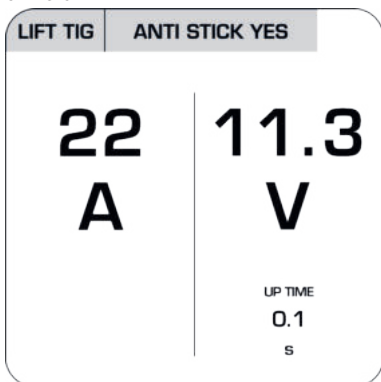 LIFT TIG ANTI STICK YES
22 11.3
A V
UP TIME
0.1
s